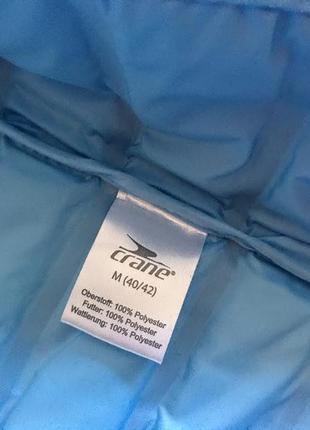 crane®
M (40/42)
Oberstoff: 100% Polyester
Futter: 100% Polyester
Wattierung: 100% Polyester